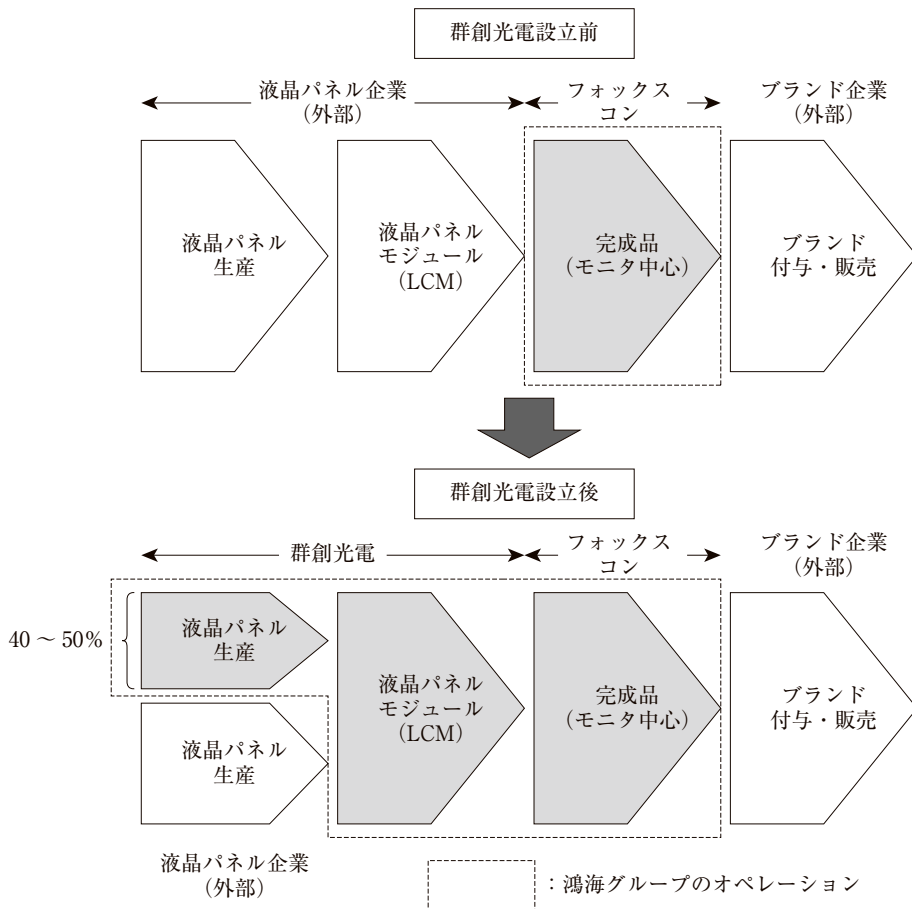 群創光電設立前
液晶パネル企業
（外部）
フォックス
コン
ブランド企業
（外部）
液晶パネル
生産
液晶パネル
モジュール
（LCM）
完成品
（モニタ中心）
ブランド
付与・販売
群創光電設立後
群創光電
フォックス
コン
ブランド企業
（外部）
40 ～ 50％
液晶パネル
生産
液晶パネル
モジュール
（LCM）
完成品
（モニタ中心）
ブランド
付与・販売
液晶パネル
生産
液晶パネル企業
（外部）
：鴻海グループのオペレーション